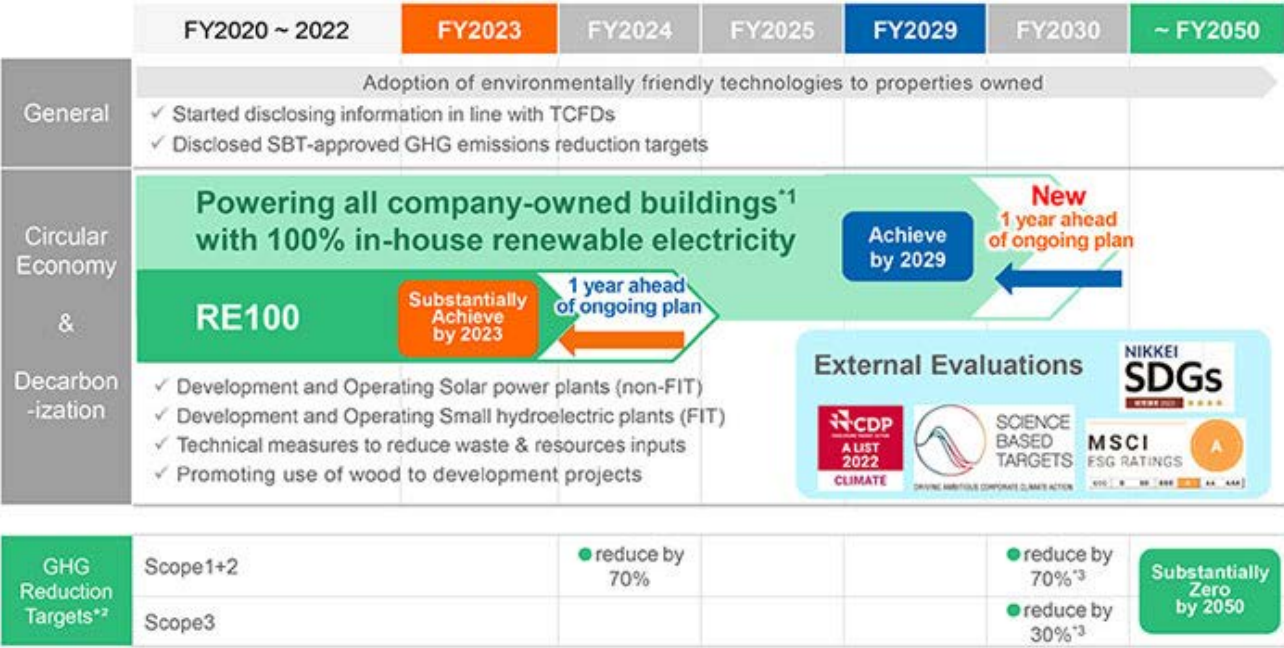 FY2020 ~ 2022
FY2023
FY2024
FY2025
FY2029
FY2030
~ FY2050
General
Adoption of environmentally friendly technologies to properties owned
✓ Started disclosing information in line with TCFDs
✓ Disclosed SBT-approved GHG emissions reduction targets
Circular
Economy
&
Decarbon
-ization
Powering all company-owned buildings*1
with 100% in-house renewable electricity
Achieve
by 2029
New
1 year ahead
of ongoing plan
RE100
Substantially
Achieve
by 2023
1 year ahead
of ongoing plan
✓ Development and Operating Solar power plants (non-FIT)
✓ Development and Operating Small hydroelectric plants (FIT)
✓ Technical measures to reduce waste & resources inputs
✓ Promoting use of wood to development projects
External Evaluations
NIKKEI
SDGs
CDP
A LIST
2022
CLIMATE
SCIENCE
BASED
TARGETS
DRIVING AMBITIOUS CORPORATE CLIMATE ACTION
MSCI
ESG RATINGS
A
CCC B BB BBB A AA AAA
GHG
Reduction
Targets*2
Scope1+2
reduce by
70%
reduce by
70%*3
Scope3
reduce by
30%*3
Substantially
Zero
by 2050